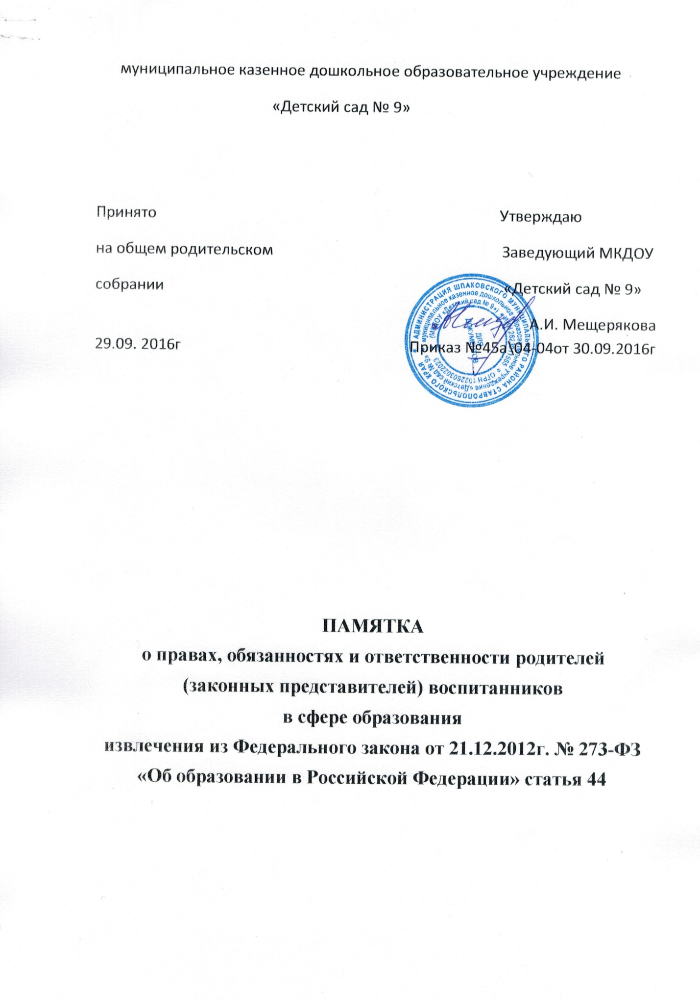 муниципальное казенное дошкольное образовательное учреждение
«Детский сад № 9»
Принято
Утверждаю
на общем родительском
Заведующий МКДОУ
собрании
«Детский сад № 9»
А.И. Мещерякова
29.09. 2016г
Приказ №45а\04-04от 30.09.2016г
АДМИНИСТРАЦИЯ ШПАКОВСКОГО МУНИЦИПАЛЬНОГО РАЙОНА СТАВРОПОЛЬСКОГО КРАЯ
муниципальное казенное дошкольное образовательное учреждение «Детский сад № 9»
(МКДОУ «Детский сад № 9») ОГРН 1022603022023
ДЛЯ
ДОКУМЕНТОВ
ПАМЯТКА
о правах, обязанностях и ответственности родителей
(законных представителей) воспитанников
в сфере образования
извлечения из Федерального закона от 21.12.2012г. № 273-ФЗ
«Об образовании в Российской Федерации» статья 44